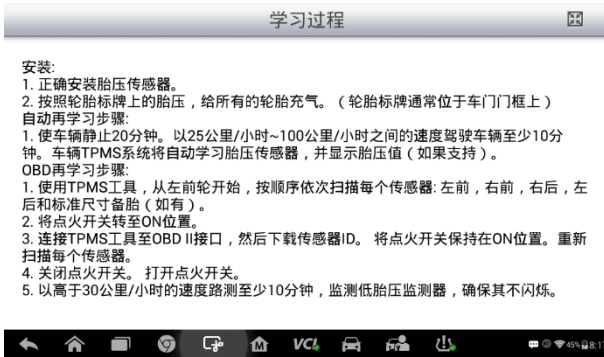 学习过程
安装:
1. 正确安装胎压传感器。
2. 按照轮胎标牌上的胎压，给所有的轮胎充气。（轮胎标牌通常位于车门门框上）
自动再学习步骤:
1. 使车辆静止20分钟。以25公里/小时~100公里/小时之间的速度驾驶车辆至少10分
钟。车辆TPMS系统将自动学习胎压传感器，并显示胎压值（如果支持）。
OBD再学习步骤:
1. 使用TPMS工具，从左前轮开始，按顺序依次扫描每个传感器: 左前，右前，右后，左
后和标准尺寸备胎（如有）。
2. 将点火开关转至ON位置。
3. 连接TPMS工具至OBD II接口，然后下载传感器ID。 将点火开关保持在ON位置。重新
扫描每个传感器。
4. 关闭点火开关。 打开点火开关。
5. 以高于30公里/小时的速度路测至少10分钟，监测低胎压监测器，确保其不闪烁。
M VCI 45%